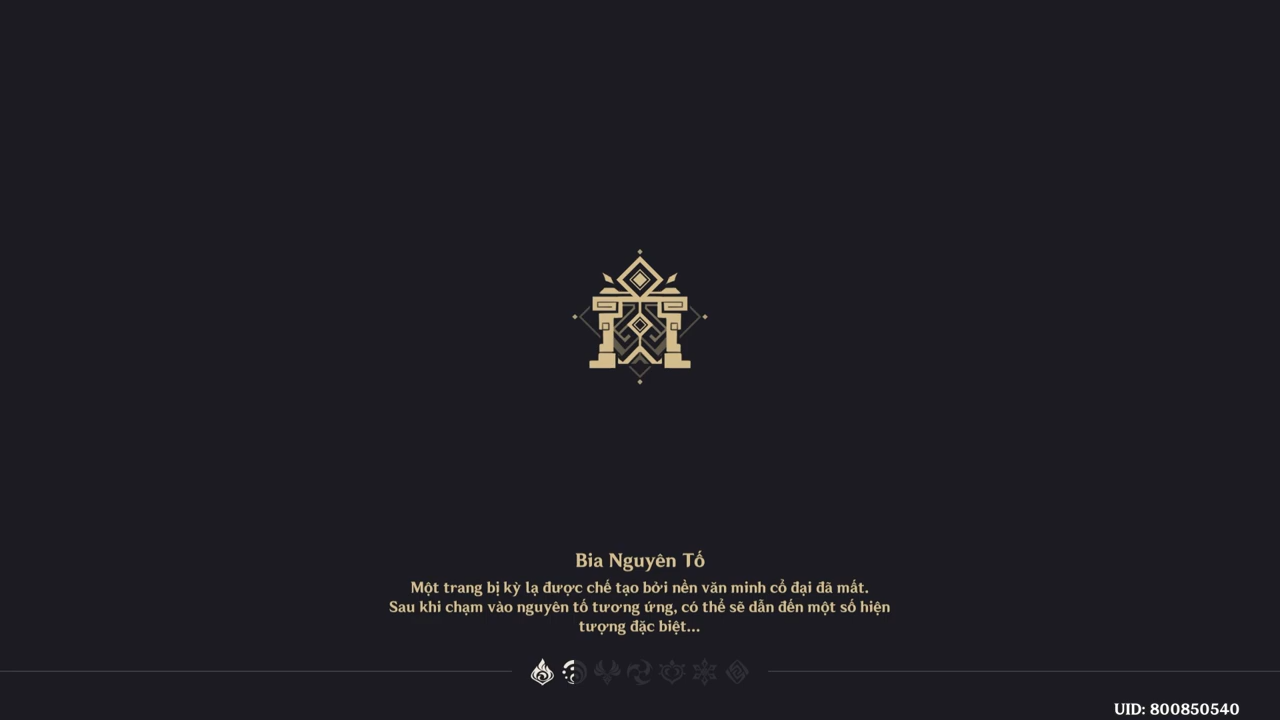 Bia Nguyên Tố
Một trang bị kỳ lạ được chế tạo bởi nền văn minh cổ đại đã mất.
Sau khi chạm vào nguyên tố tương ứng, có thể sẽ dẫn đến một số hiện
tượng đặc biệt...
UID: 800850540